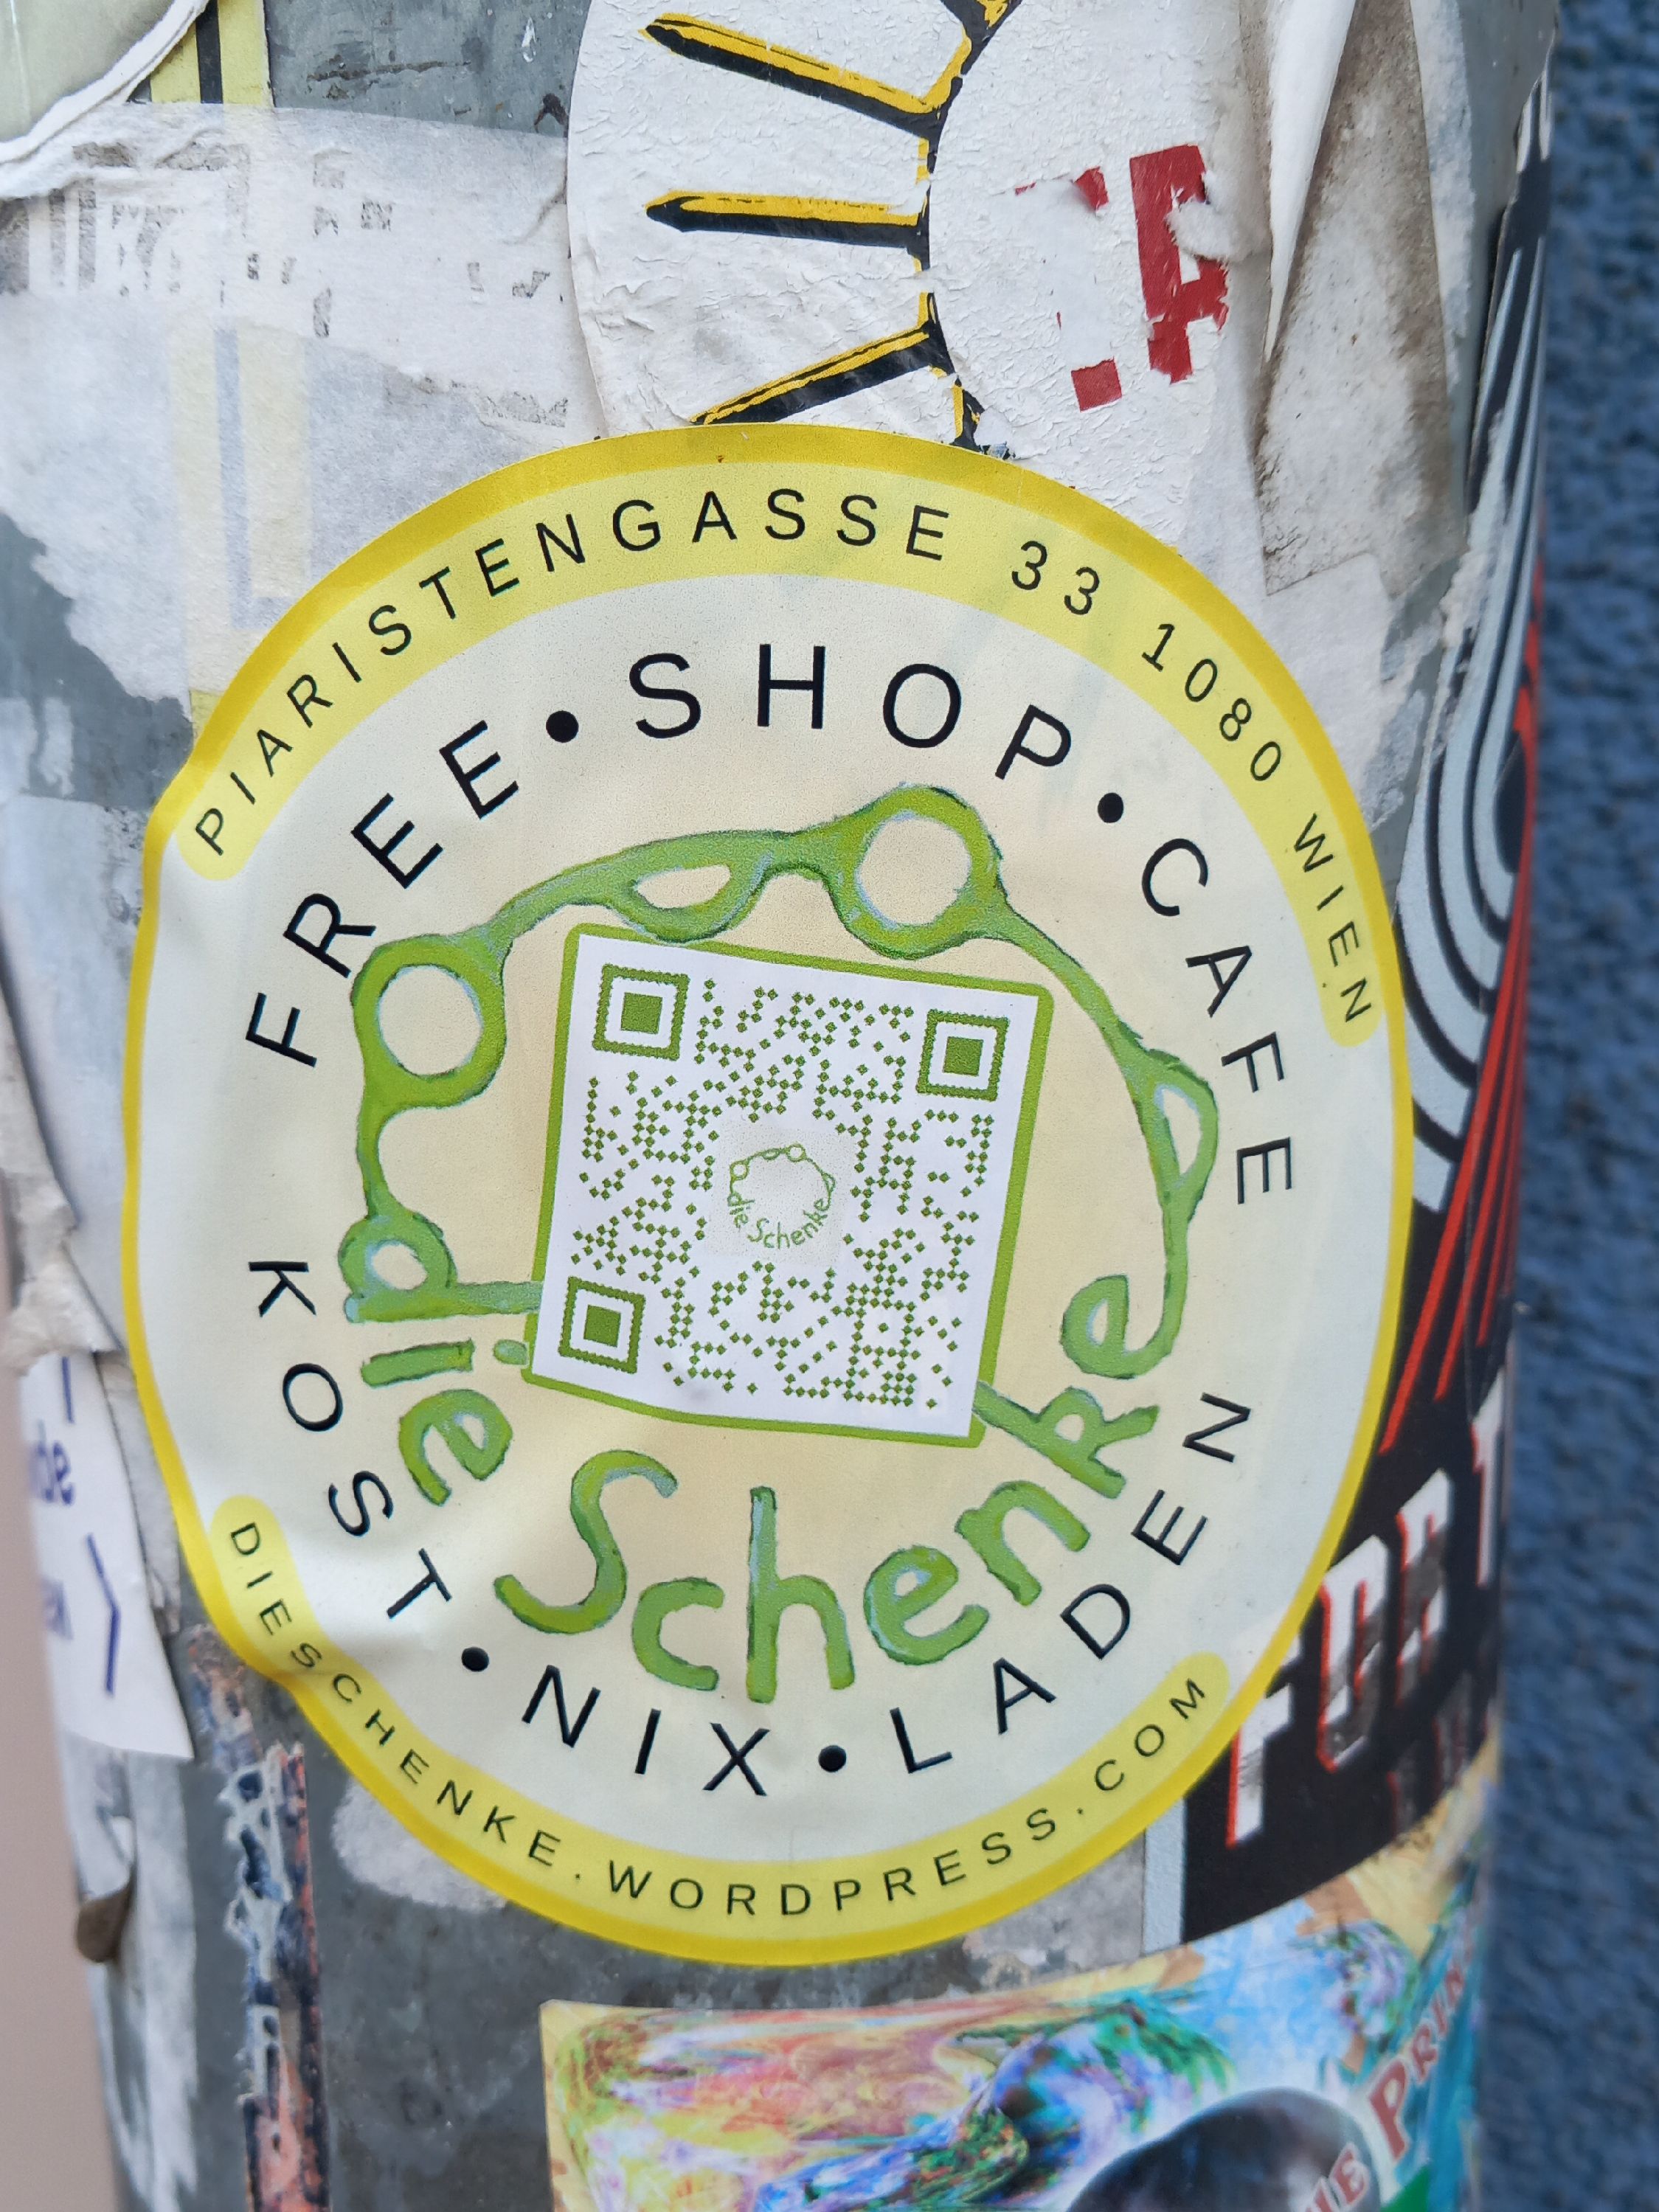 PIARISTENGASSE 33 1080 WIEN
FREE•SHOP•CAFE
die Schenke
die Schenke
KOST•NIX•LADEN
DIESCHENKE.WORDPRESS.COM